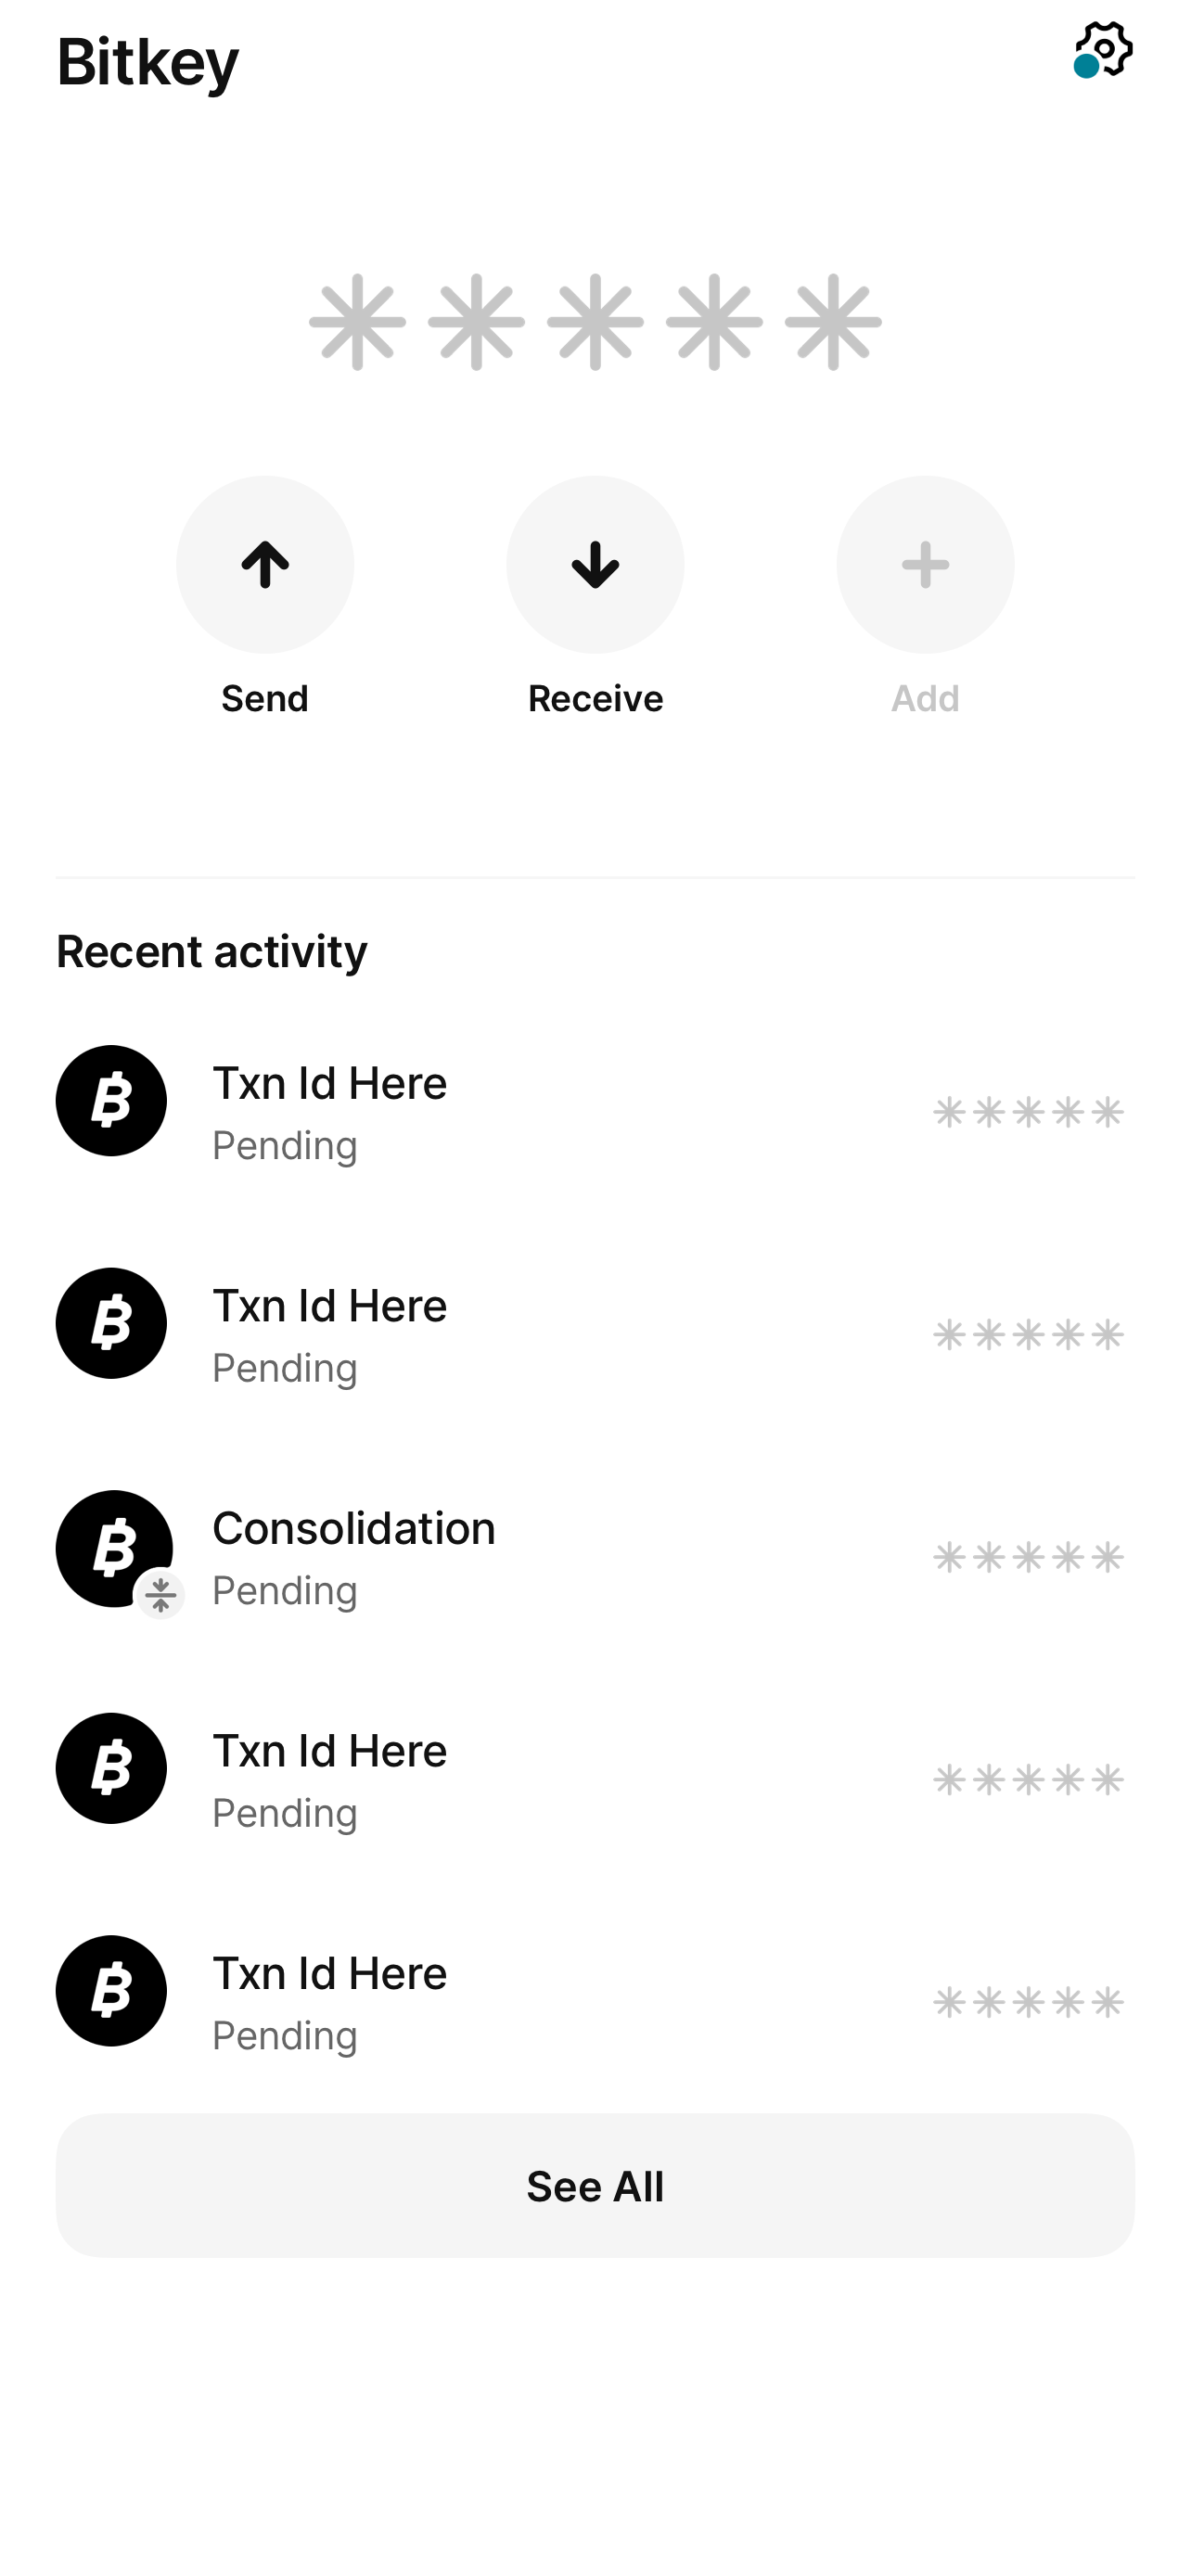 Bitkey
*****
Send
Receive
Add
Recent activity
Txn Id Here
Pending
*****
Txn Id Here
Pending
*****
Consolidation
Pending
*****
Txn Id Here
Pending
*****
Txn Id Here
Pending
*****
See All